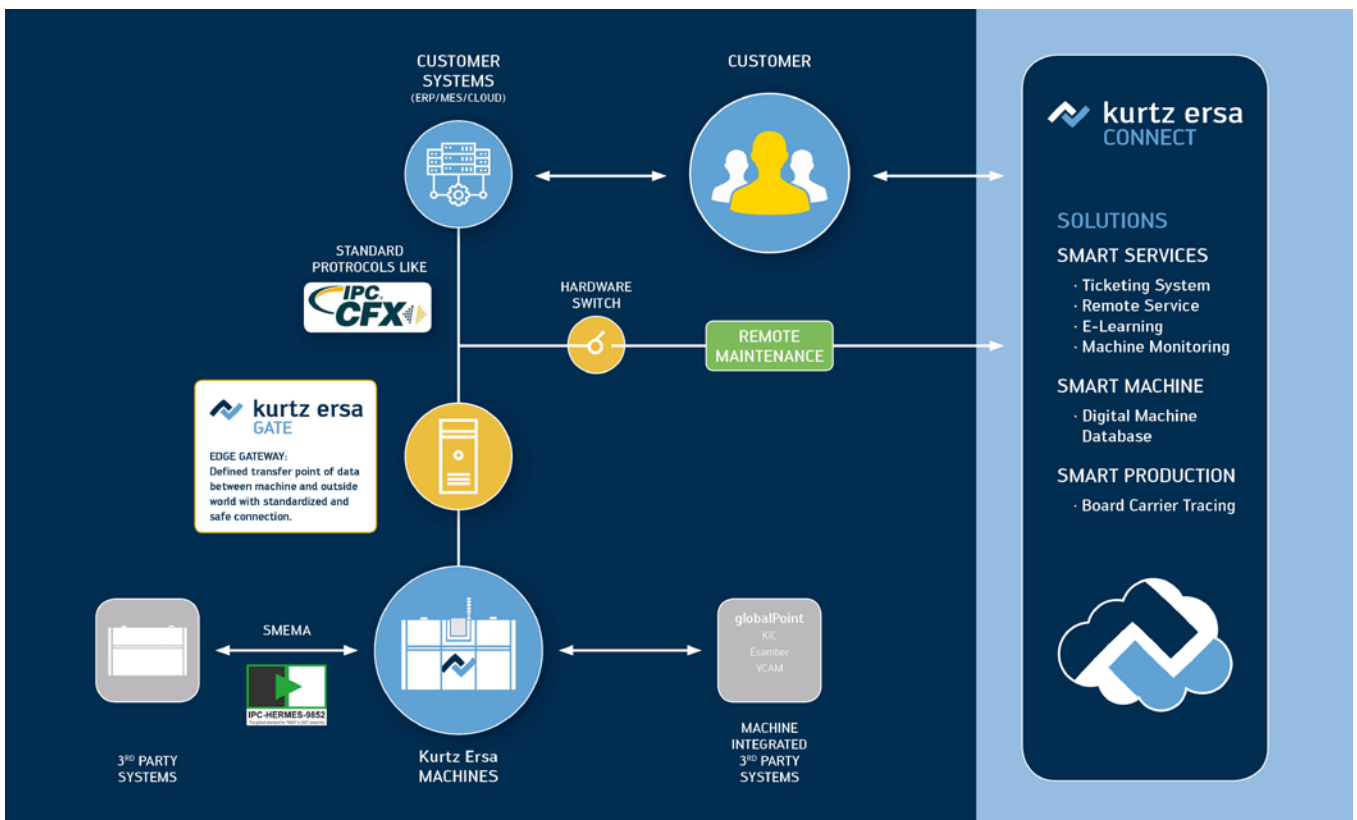 CUSTOMER
SYSTEMS
(ERP/MES/CLOUD)
CUSTOMER
STANDARD
PROTROCOLS LIKE
IPC
CFX
HARDWARE
SWITCH
REMOTE
MAINTENANCE
kurtz ersa
GATE
EDGE GATEWAY:
Defined transfer point of data
between machine and outside
world with standardized and
safe connection.
SMEMA
IPC-HERMES-9852
3RD PARTY
SYSTEMS
Kurtz Ersa
MACHINES
globalPoint
KIC
Esamber
VCAM
MACHINE
INTEGRATED
3RD PARTY
SYSTEMS
kurtz ersa
CONNECT
SOLUTIONS
SMART SERVICES
· Ticketing System
· Remote Service
· E-Learning
· Machine Monitoring
SMART MACHINE
· Digital Machine
Database
SMART PRODUCTION
· Board Carrier Tracing